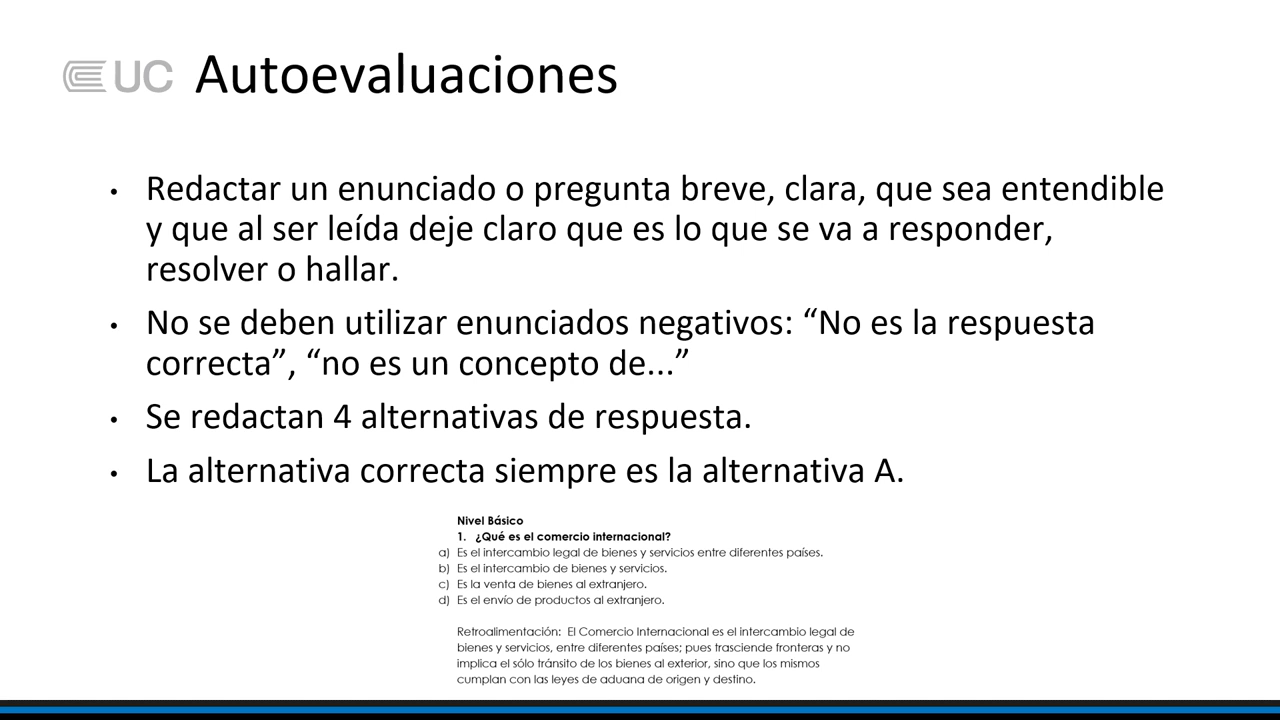 UC Autoevaluaciones
• Redactar un enunciado o pregunta breve, clara, que sea entendible
y que al ser leída deje claro que es lo que se va a responder,
resolver o hallar.
• No se deben utilizar enunciados negativos: “No es la respuesta
correcta”, “no es un concepto de...”
• Se redactan 4 alternativas de respuesta.
• La alternativa correcta siempre es la alternativa A.
Nivel Básico
1. ¿Qué es el comercio internacional?
a) Es el intercambio legal de bienes y servicios entre diferentes países.
b) Es el intercambio de bienes y servicios.
c) Es la venta de bienes al extranjero.
d) Es el envío de productos al extranjero.
Retroalimentación: El Comercio Internacional es el intercambio legal de
bienes y servicios, entre diferentes países; pues trasciende fronteras y no
implica el sólo tránsito de los bienes al exterior, sino que los mismos
cumplan con las leyes de aduana de origen y destino.